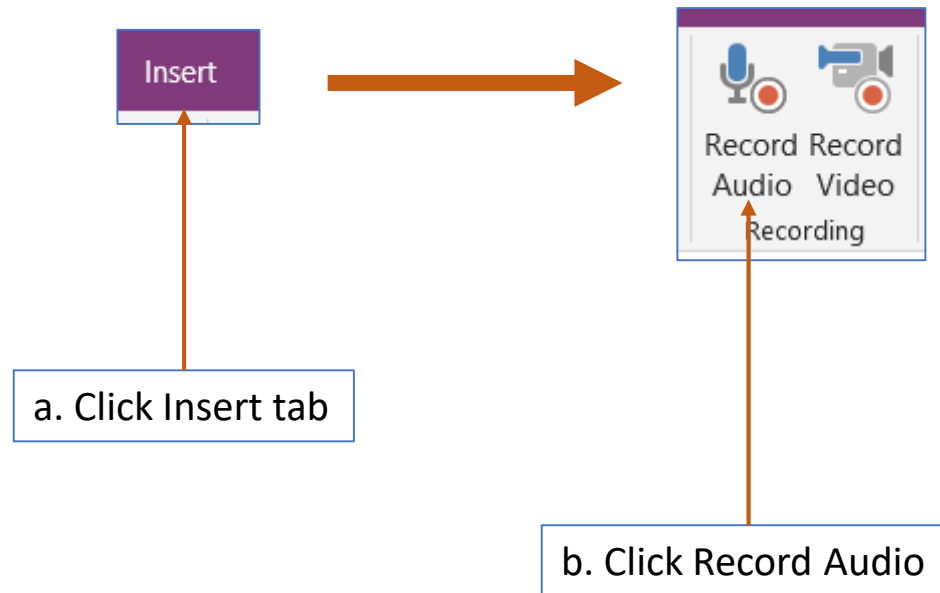 Insert
Record Record
Audio Video
Recording
a. Click Insert tab
b. Click Record Audio